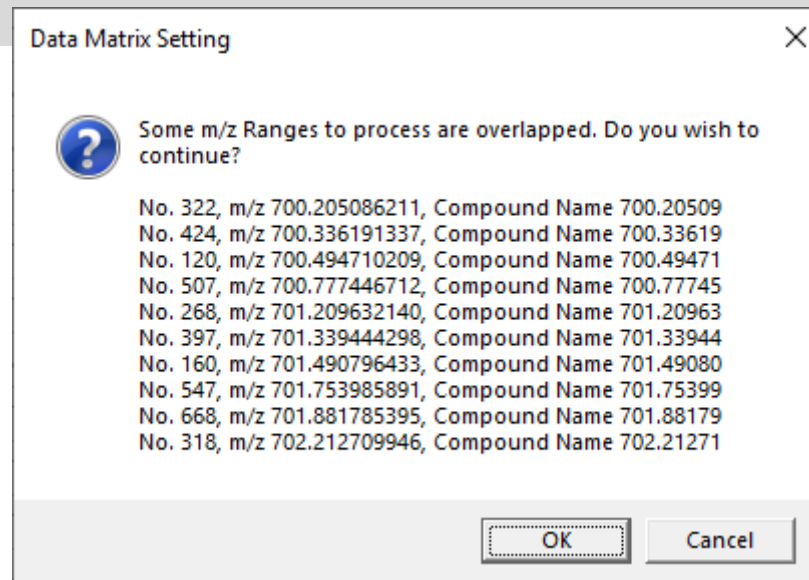 Data Matrix Setting
Some m/z Ranges to process are overlapped. Do you wish to
continue?
No. 322, m/z 700.205086211, Compound Name 700.20509
No. 424, m/z 700.336191337, Compound Name 700.33619
No. 120, m/z 700.494710209, Compound Name 700.49471
No. 507, m/z 700.777446712, Compound Name 700.77745
No. 268, m/z 701.209632140, Compound Name 701.20963
No. 397, m/z 701.339444298, Compound Name 701.33944
No. 160, m/z 701.490796433, Compound Name 701.49080
No. 547, m/z 701.753985891, Compound Name 701.75399
No. 668, m/z 701.881785395, Compound Name 701.88179
No. 318, m/z 702.212709946, Compound Name 702.21271
OK Cancel